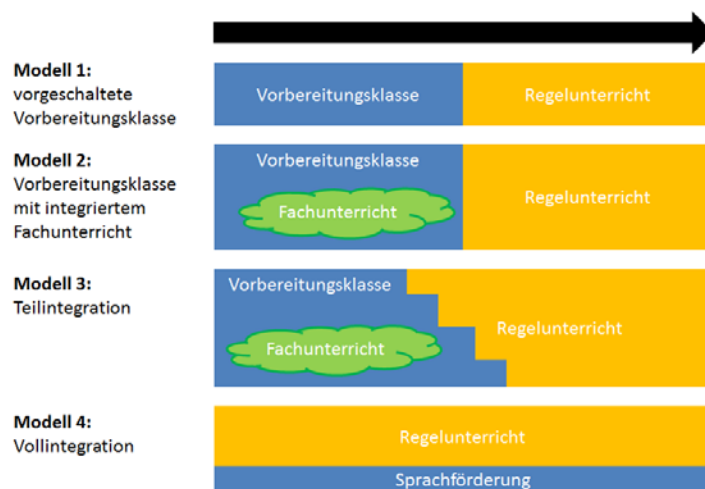 Modell 1:
vorgeschaltete
Vorbereitungsklasse
Vorbereitungsklasse
Regelunterricht
Modell 2:
Vorbereitungsklasse
mit integriertem
Fachunterricht
Vorbereitungsklasse
Fachunterricht
Regelunterricht
Modell 3:
Teilintegration
Vorbereitungsklasse
Fachunterricht
Regelunterricht
Modell 4:
Vollintegration
Regelunterricht
Sprachförderung